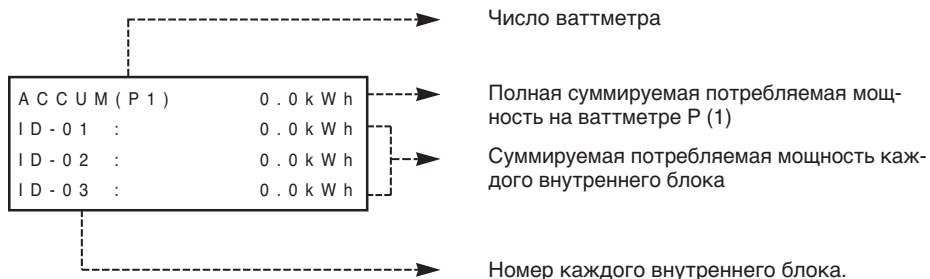 Число ваттметра
ACCUM(P1) 0.0kWh
ID-01 : 0.0kWh
ID-02 : 0.0kWh
ID-03 : 0.0kWh
Полная суммируемая потребляемая мощ-
ность на ваттметре P (1)
Суммируемая потребляемая мощность каж-
дого внутреннего блока
Номер каждого внутреннего блока.